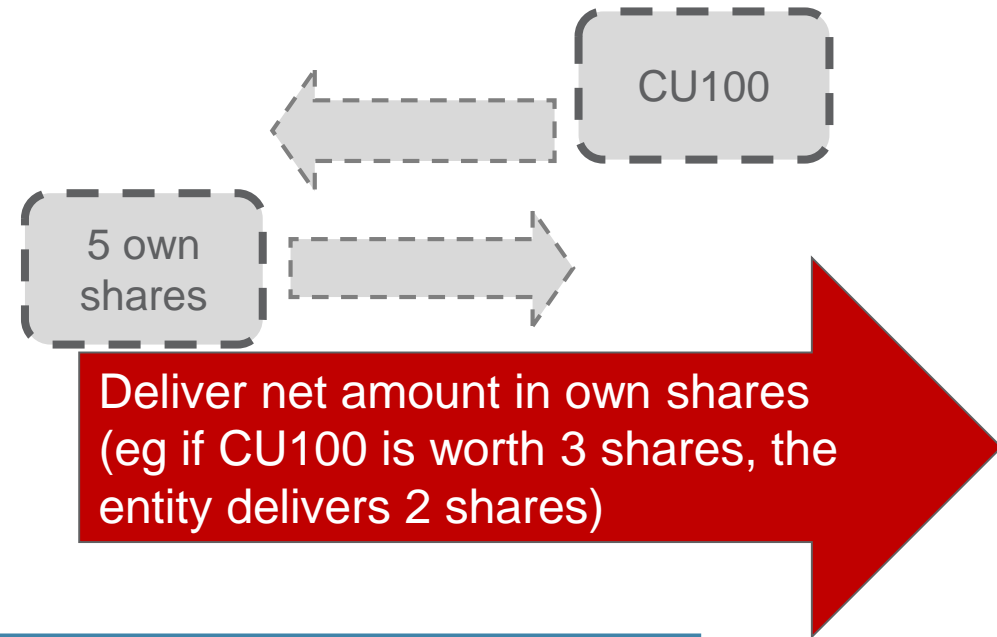 CU100
5 own
shares
Deliver net amount in own shares
(eg if CU100 is worth 3 shares, the
entity delivers 2 shares)